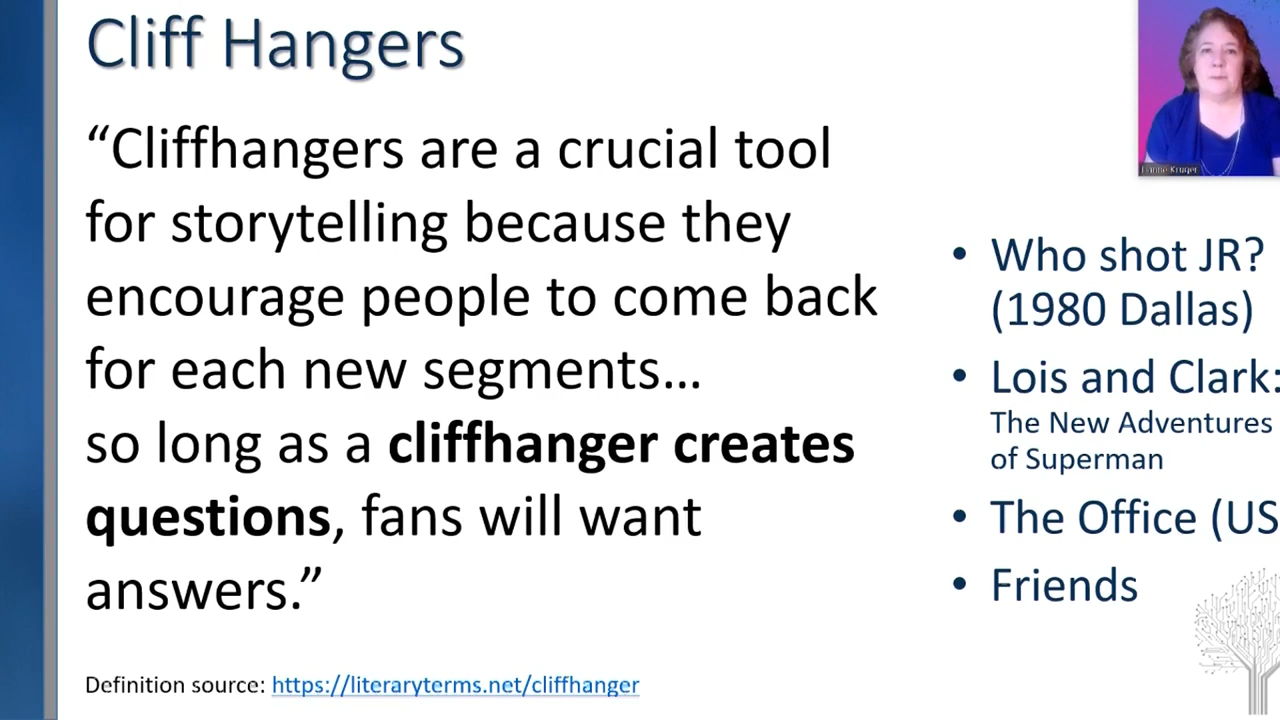 Cliff Hangers
“Cliffhangers are a crucial tool
for storytelling because they
encourage people to come back
for each new segments…
so long as a cliffhanger creates
questions, fans will want
answers.”
Definition source: https://literaryterms.net/cliffhanger
Lianne Kruger
• Who shot JR?
(1980 Dallas)
• Lois and Clark:
The New Adventures
of Superman
• The Office (US
• Friends